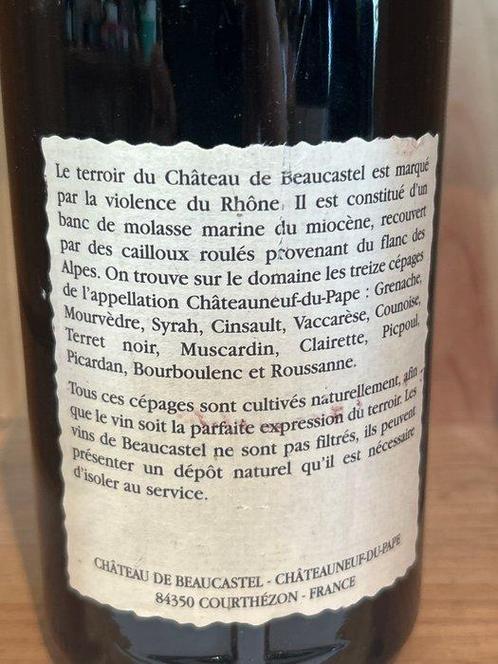 Le terroir du Château de Beaucastel est marqué
par la violence du Rhône. Il est constitué d'un
banc de molasse marine du miocène, recouvert
par des cailloux roulés provenant du flanc des
Alpes. On trouve sur le domaine les treize cépages
de l'appellation Châteauneuf-du-Pape : Grenache,
Mourvèdre, Syrah, Cinsault, Vaccarèse, Counoise,
Terret noir, Muscardin, Clairette, Picpoul,
Picardan, Bourboulenc et Roussanne.
Tous ces cépages sont cultivés naturellement, afin
que le vin soit la parfaite expression du terroir. Les
vins de Beaucastel ne sont pas filtrés, ils peuvent
présenter un dépôt naturel qu'il est nécessaire
d'isoler au service.
CHÂTEAU DE BEAUCASTEL - CHÂTEAUNEUF-DU-PAPE
84350 COURTHÉZON - FRANCE